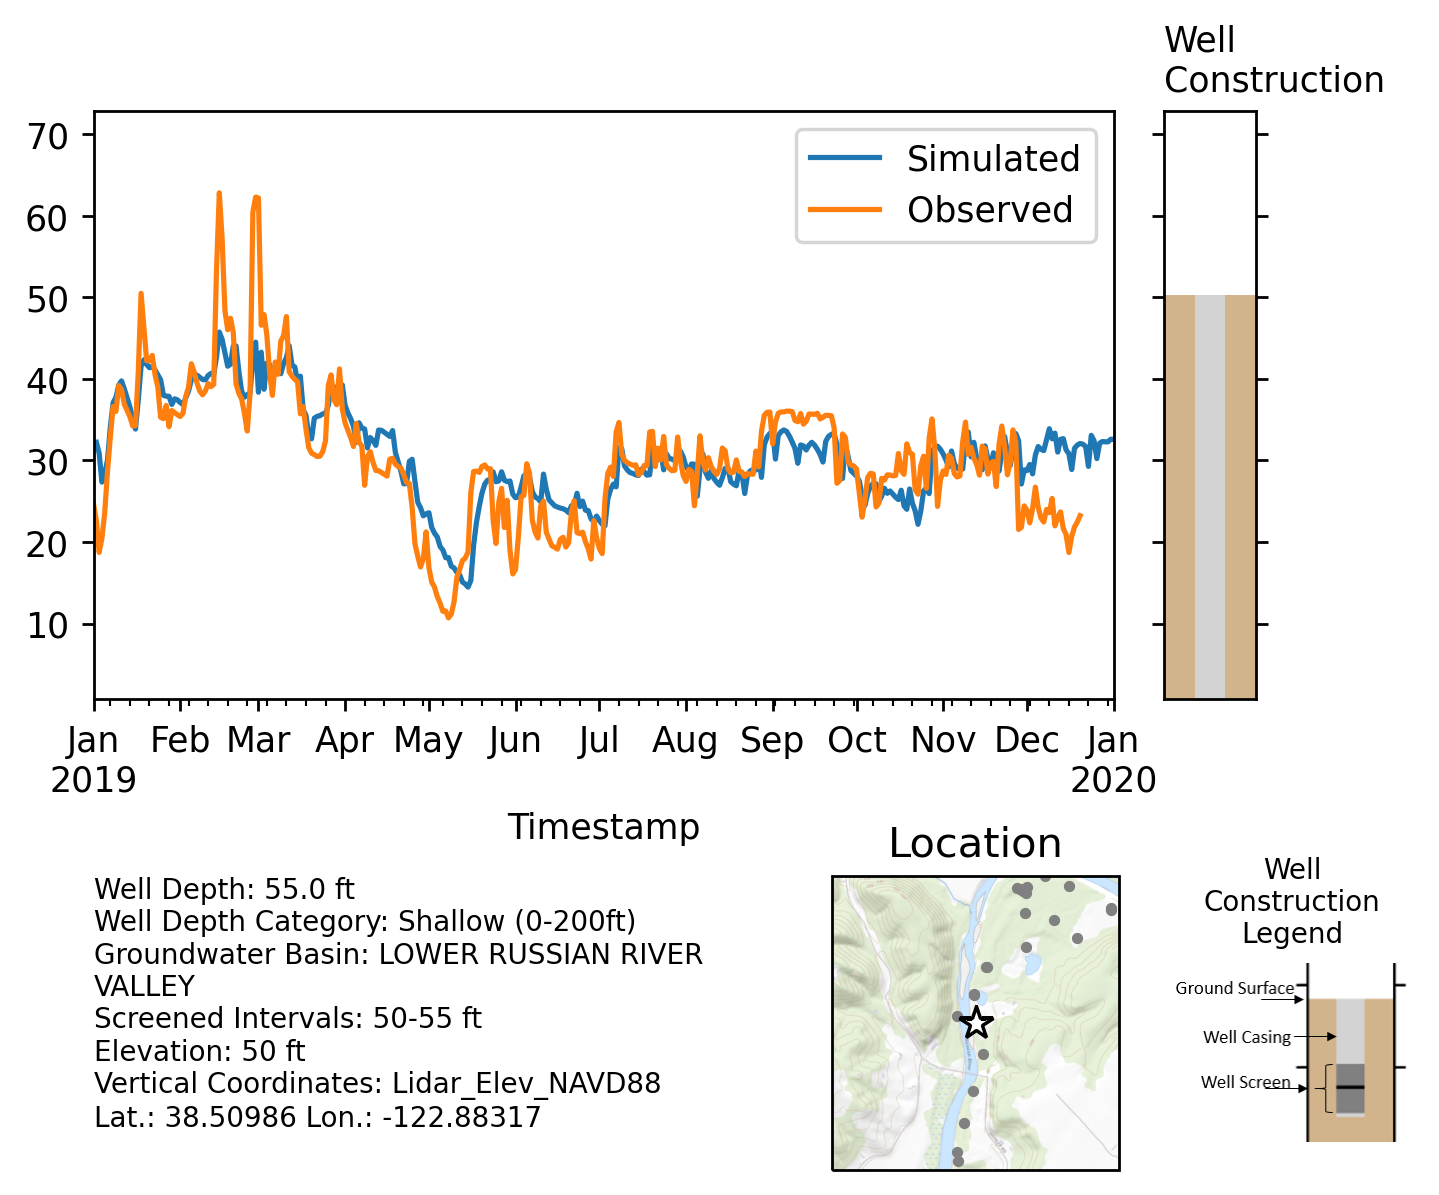 Well
Construction
70
60
50
40
30
20
10
Simulated
Observed
Jan Feb Mar Apr May Jun Jul Aug Sep Oct Nov Dec Jan
2019 2020
Timestamp
Well Depth: 55.0 ft
Well Depth Category: Shallow (0-200ft)
Groundwater Basin: LOWER RUSSIAN RIVER
VALLEY
Screened Intervals: 50-55 ft
Elevation: 50 ft
Vertical Coordinates: Lidar_Elev_NAVD88
Lat.: 38.50986 Lon.: -122.88317
Location
Well
Construction
Legend
Ground Surface
Well Casing
Well Screen